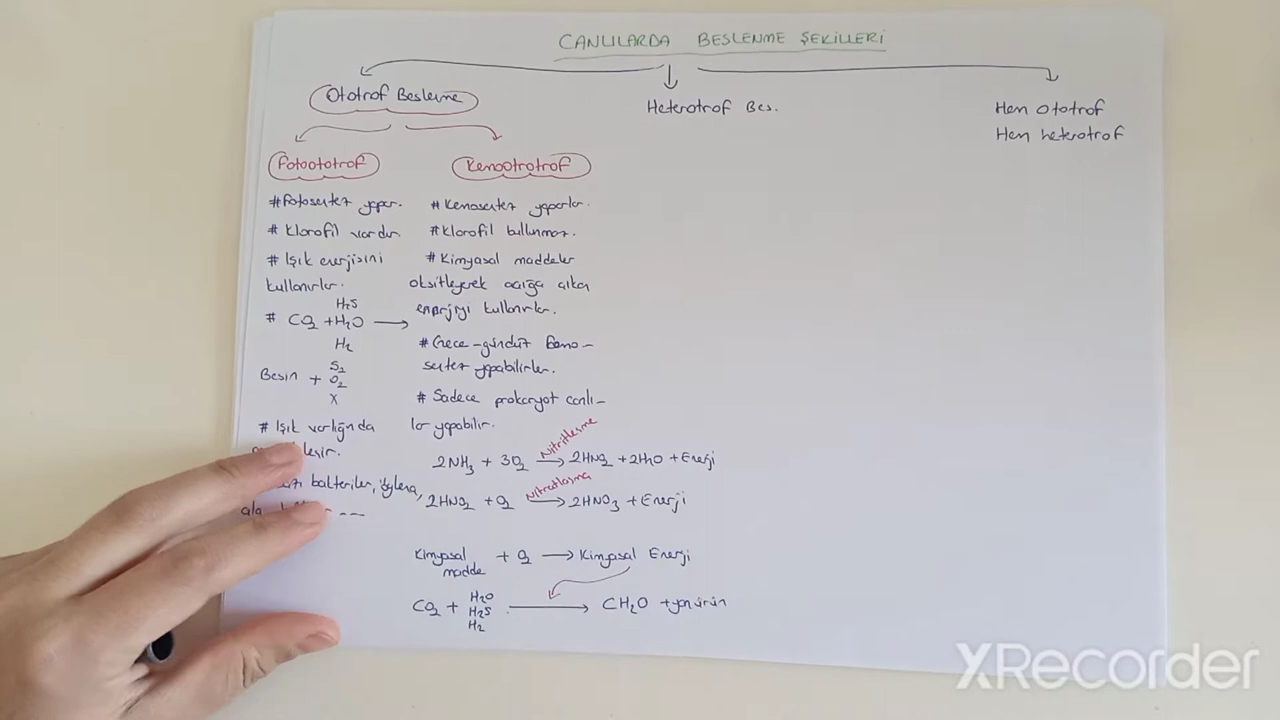 CANLILARDA BESLENME ŞEKİLLERİ
Ototrof Beslenme
Heterotrof Bes.
Hem ototrof
Hem heterotrof
Fotoototrof
Kemoototrof
# Fotosentez yapar.
# Klorofil vardır.
# Işık enerjisini
kullanırlar.
H₂S
# CO₂ + H₂O →
H₂
Besin + S₂
O₂
X
# Işık varlığında
bakteriler, öglena,
# Kemosentez yaparlar.
# Klorofil bulunmaz.
# Kimyasal maddeler
oksitleyerek açığa çıkan
enerjiyi kullanırlar.
# Gece-gündüz kemo-
sentez yapabilirler.
# Sadece prokaryot canlı-
lar yapabilir.
Nitritleşme
2NH₃ + 3O₂ → 2HNO₂ + 2H₂O + Enerji
Nitratlaşma
2HNO₂ + O₂ → 2HNO₃ + Enerji
Kimyasal madde + O₂ → Kimyasal Enerji
H₂O
CO₂ + H₂S → CH₂O + yan ürün
H₂
XRecorder